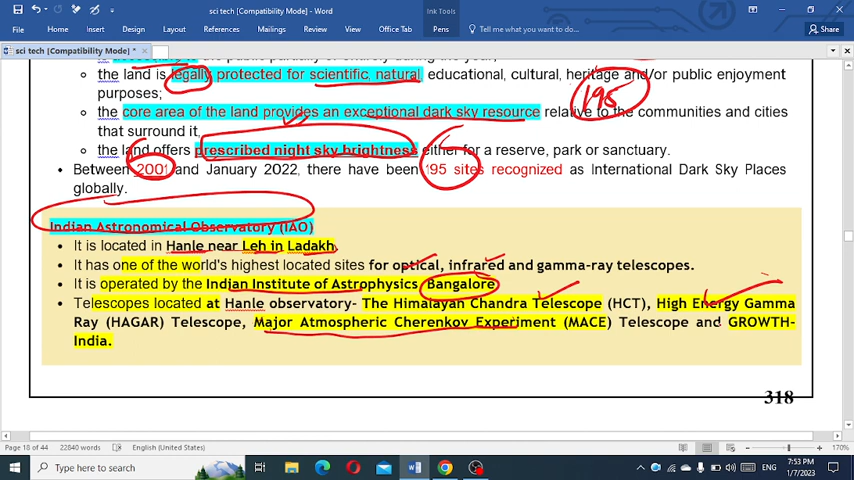 sci tech [Compatibility Mode] - Word
Ink Tools
File Home Insert Design Layout References Mailings Review View Office Tab Pens Tell me what you want to do... Share
sci tech [Compatibility Mode] *
the land is legally protected for scientific, natural educational, cultural, heritage and/or public enjoyment
purposes;
195
the core area of the land provides an exceptional dark sky resource relative to the communities and cities
that surround it,
the land offers prescribed night sky brightness either for a reserve, park or sanctuary.
Between 2001 and January 2022, there have been 195 sites recognized as International Dark Sky Places
globally.
Indian Astronomical Observatory (IAO)
It is located in Hanle near Leh in Ladakh.
It has one of the world's highest located sites for optical, infrared and gamma-ray telescopes.
It is operated by the Indian Institute of Astrophysics Bangalore
Telescopes located at Hanle observatory- The Himalayan Chandra Telescope (HCT), High Energy Gamma
Ray (HAGAR) Telescope, Major Atmospheric Cherenkov Experiment (MACE) Telescope and GROWTH-
India.
318
Page 18 of 44 22840 words English (United States) 170%
Type here to search ENG 7:53 PM
1/7/2023